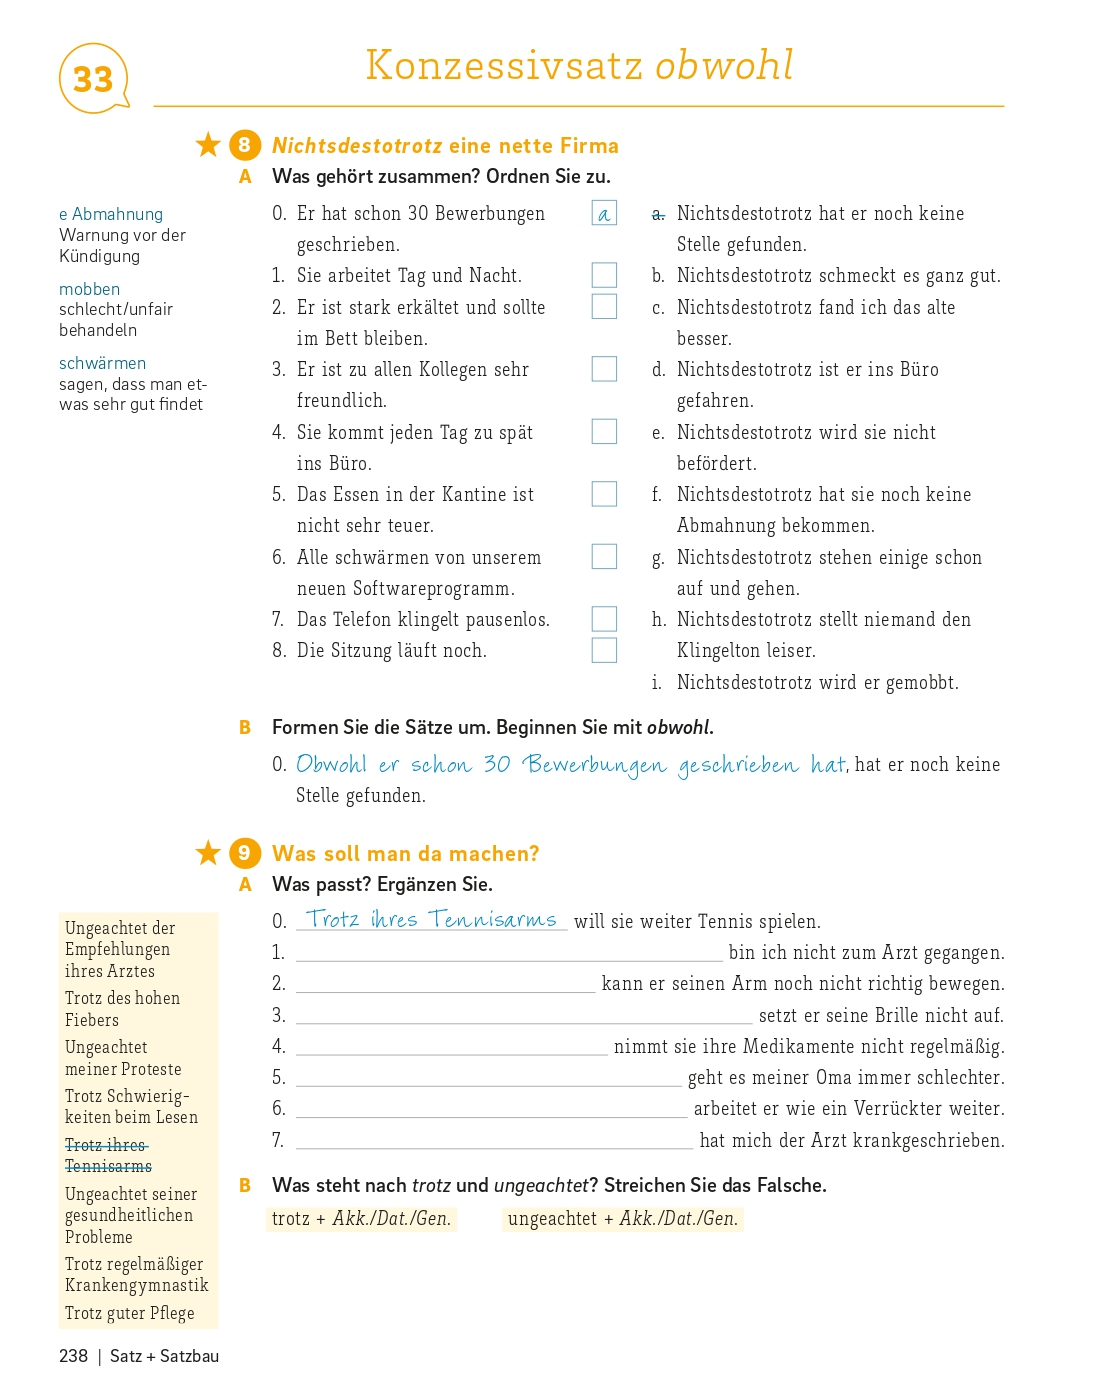 33
Konzessivsatz obwohl
8 Nichtsdestotrotz eine nette Firma
A Was gehört zusammen? Ordnen Sie zu.
e Abmahnung
Warnung vor der
Kündigung
mobben
schlecht/unfair
behandeln
schwärmen
sagen, dass man et-
was sehr gut findet
0. Er hat schon 30 Bewerbungen
geschrieben.
1. Sie arbeitet Tag und Nacht.
2. Er ist stark erkältet und sollte
im Bett bleiben.
3. Er ist zu allen Kollegen sehr
freundlich.
4. Sie kommt jeden Tag zu spät
ins Büro.
5. Das Essen in der Kantine ist
nicht sehr teuer.
6. Alle schwärmen von unserem
neuen Softwareprogramm.
7. Das Telefon klingelt pausenlos.
8. Die Sitzung läuft noch.
a
a. Nichtsdestotrotz hat er noch keine
Stelle gefunden.
b. Nichtsdestotrotz schmeckt es ganz gut.
c. Nichtsdestotrotz fand ich das alte
besser.
d. Nichtsdestotrotz ist er ins Büro
gefahren.
e. Nichtsdestotrotz wird sie nicht
befördert.
f. Nichtsdestotrotz hat sie noch keine
Abmahnung bekommen.
g. Nichtsdestotrotz stehen einige schon
auf und gehen.
h. Nichtsdestotrotz stellt niemand den
Klingelton leiser.
i. Nichtsdestotrotz wird er gemobbt.
B Formen Sie die Sätze um. Beginnen Sie mit obwohl.
0. Obwohl er schon 30 Bewerbungen geschrieben hat, hat er noch keine
Stelle gefunden.
9 Was soll man da machen?
A Was passt? Ergänzen Sie.
Ungeachtet der
Empfehlungen
ihres Arztes
Trotz des hohen
Fiebers
Ungeachtet
meiner Proteste
Trotz Schwierig-
keiten beim Lesen
Trotz ihres
Tennisarms
Ungeachtet seiner
gesundheitlichen
Probleme
Trotz regelmäßiger
Krankengymnastik
Trotz guter Pflege
0. Trotz ihres Tennisarms will sie weiter Tennis spielen.
1. bin ich nicht zum Arzt gegangen.
2. kann er seinen Arm noch nicht richtig bewegen.
3. setzt er seine Brille nicht auf.
4. nimmt sie ihre Medikamente nicht regelmäßig.
5. geht es meiner Oma immer schlechter.
6. arbeitet er wie ein Verrückter weiter.
7. hat mich der Arzt krankgeschrieben.
B Was steht nach trotz und ungeachtet? Streichen Sie das Falsche.
trotz + Akk./Dat./Gen. ungeachtet + Akk./Dat./Gen.
238 | Satz + Satzbau